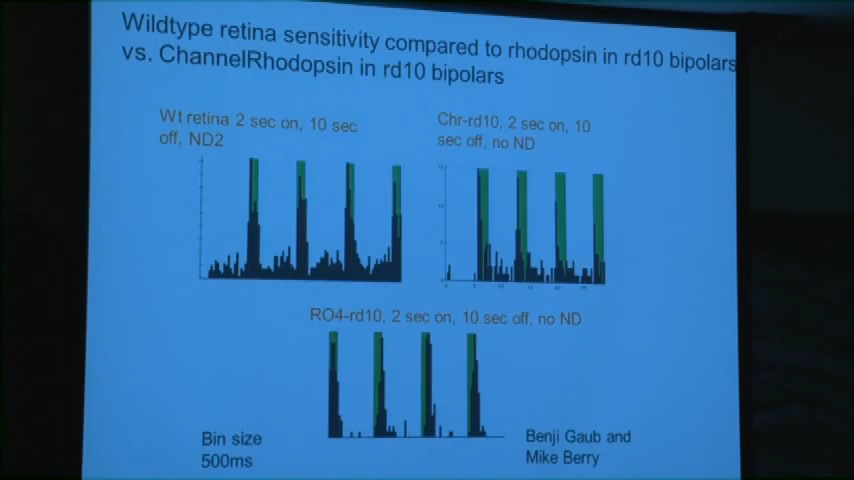 Wildtype retina sensitivity compared to rhodopsin in rd10 bipolars
vs. ChannelRhodopsin in rd10 bipolars
Wt retina 2 sec on, 10 sec
off, ND2
Chr-rd10, 2 sec on, 10
sec off, no ND
RO4-rd10, 2 sec on, 10 sec off, no ND
Bin size
500ms
Benji Gaub and
Mike Berry